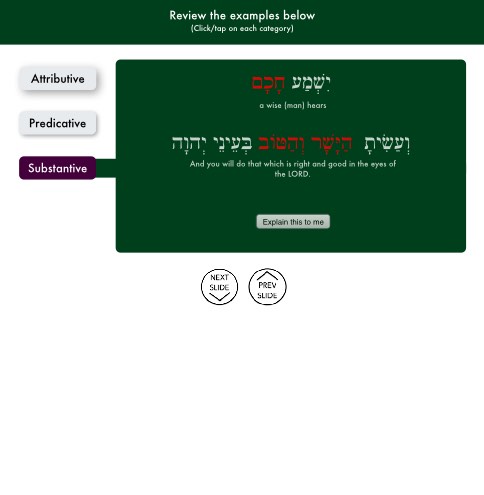 Review the examples below
(Click/tap on each category)
Attributive
Predicative
Substantive
יִשְׁמַע חָכָם
a wise (man) hears
וְעָשִׂיתָ הַיָּשָׁר וְהַטּוֹב בְּעֵינֵי יְהוָה
And you will do that which is right and good in the eyes of
the LORD.
Explain this to me
NEXT
SLIDE
PREV
SLIDE